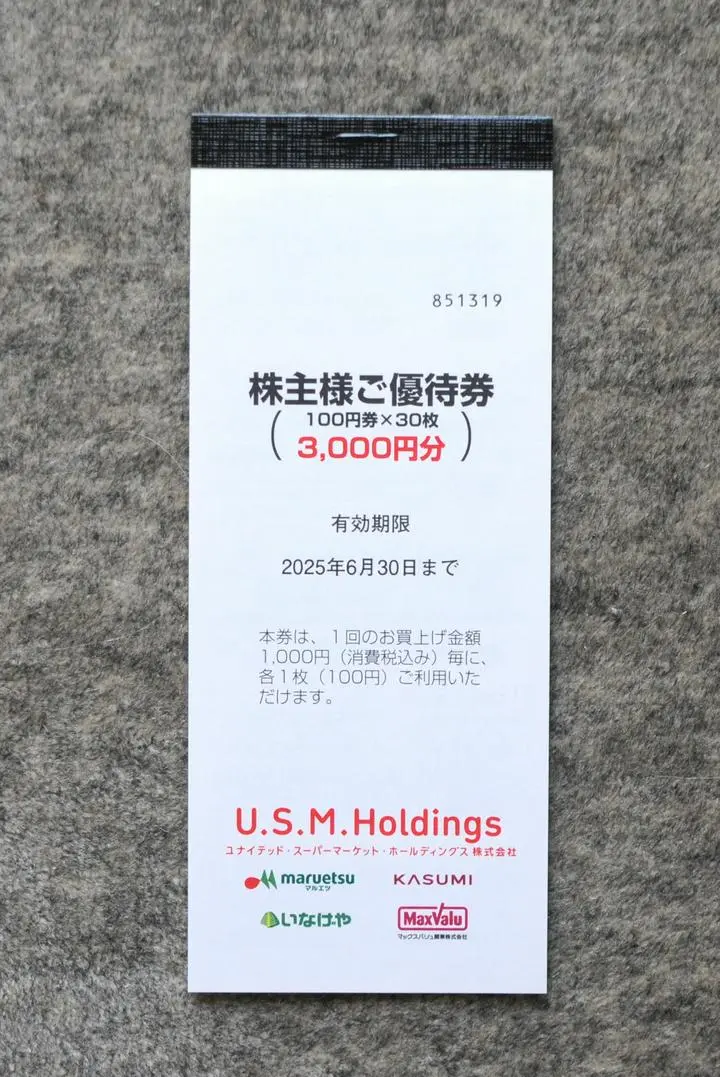 851319
株主様ご優待券
（100円券×30枚
3,000円分）
有効期限
2025年6月30日まで
本券は、1回のお買上げ金額
1,000円（消費税込み）毎に、
各1枚（100円）ご利用いた
だけます。
U.S.M.Holdings
ユナイテッド・スーパーマーケット・ホールディングス 株式会社
maruetsu
マルエツ
KASUMI
いなげや
MaxValu
マックスバリュ関東株式会社